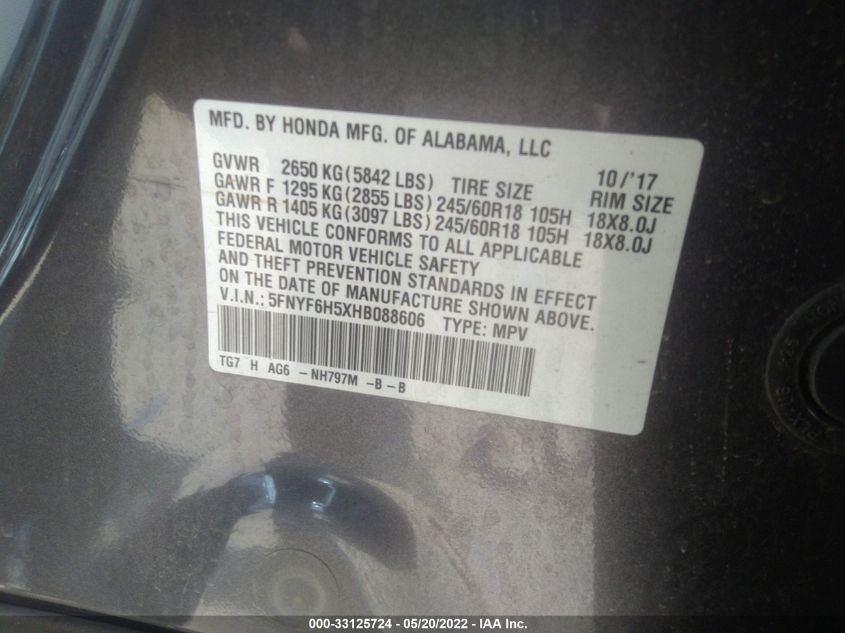 MFD. BY HONDA MFG. OF ALABAMA, LLC
GVWR 2650 KG(5842 LBS) TIRE SIZE 10/'17 RIM SIZE
GAWR F 1295 KG(2855 LBS) 245/60R18 105H 18X8.0J
GAWR R 1405 KG(3097 LBS) 245/60R18 105H 18X8.0J
THIS VEHICLE CONFORMS TO ALL APPLICABLE
FEDERAL MOTOR VEHICLE SAFETY
AND THEFT PREVENTION STANDARDS IN EFFECT
ON THE DATE OF MANUFACTURE SHOWN ABOVE.
V.I.N.: 5FNYF6H5XHB088606 TYPE: MPV
TG7 H AG6 - NH797M - B - B
000-33125724 - 05/20/2022 - IAA Inc.